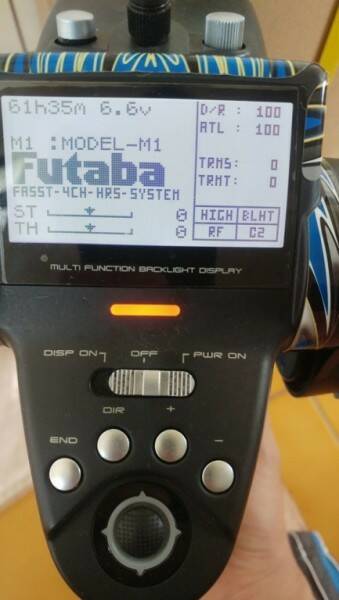 61h35m 6.6v
D/R : 100
ATL : 100
M1 :MODEL-M1
Futaba
FASST-4CH-HRS-SYSTEM
TRNS: 0
TRMT: 0
ST 0
TH 0
HIGH BLHT
RF C2
MULTI FUNCTION BACKLIGHT DISPLAY
DISP ON OFF PWR ON
DIR +
END -